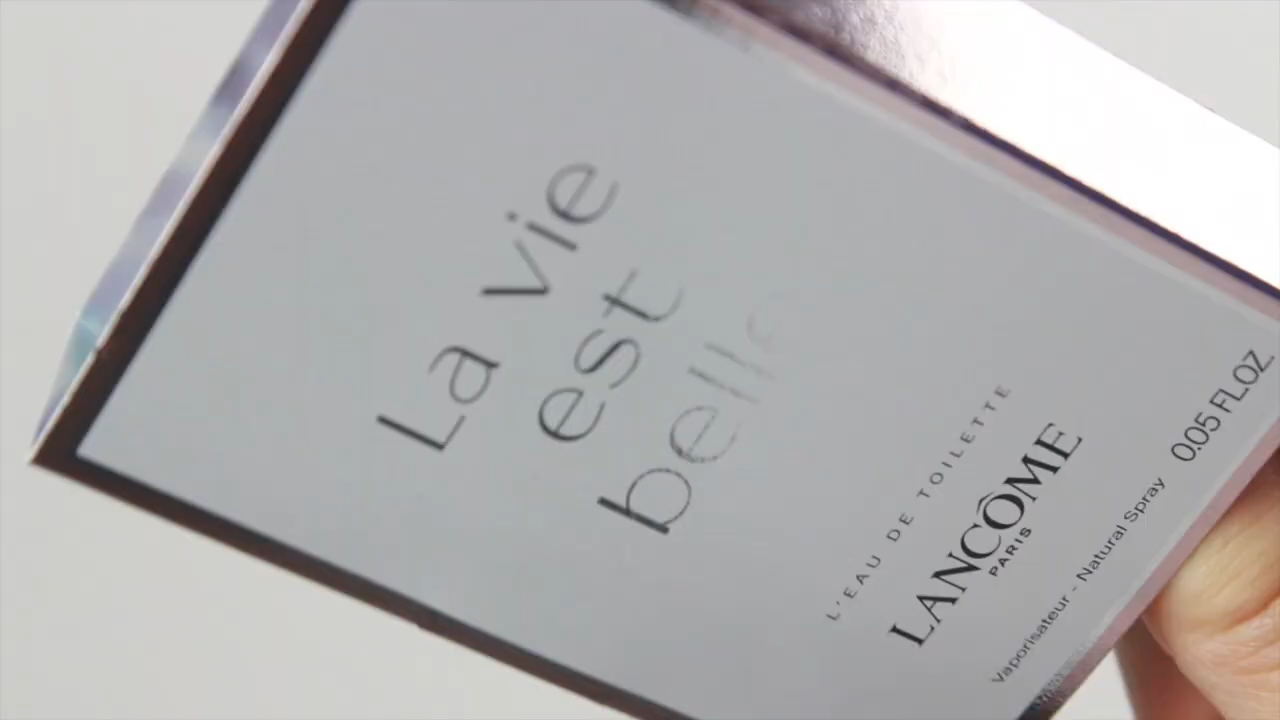 La vie
est
belle
L'EAU DE TOILETTE
LANCÔME
PARIS
Vaporisateur - Natural Spray 0.05 FL.OZ